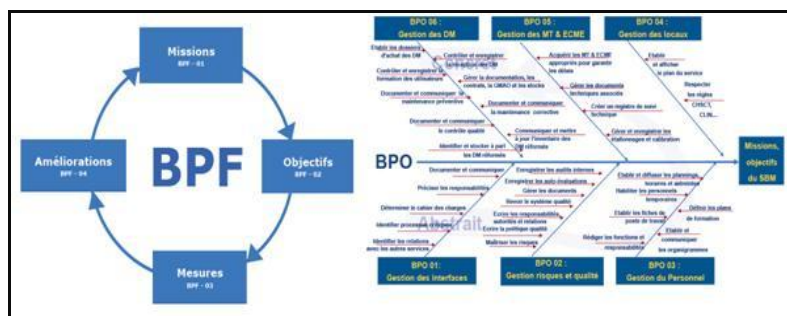 Missions
BPF - 01
Objectifs
BPF - 02
Mesures
BPF - 03
Améliorations
BPF - 04
BPF
BPO 06 :
Gestion des DM
BPO 05 :
Gestion des MT & ECME
BPO 04 :
Gestion des locaux
Etablir les dossiers
d'achat des DM
Contrôler et enregistrer
la réception des DM
Contrôler et enregistrer la
formation des utilisateurs
Gérer la documentation, les
contrats, la GMAO et les stocks
Documenter et communiquer la
maintenance préventive
Documenter et communiquer
la maintenance corrective
Documenter et communiquer
le contrôle qualité
Communiquer et mettre
à jour l'inventaire des
DM réformés
Identifier et stocker à part
les DM réformés
Acquérir les MT & ECME
appropriés pour garantir
les délais
Gérer les documents
techniques associés
Créer un registre de suivi
technique
Gérer et enregistrer les
étalonnages et calibration
Etablir
et afficher
le plan du service
Respecter
les règles
CHSCT,
CLIN...
Concret
BPO
Missions,
objectifs
du SBM
Abstrait
Documenter et communiquer
Préciser les responsabilités
Déterminer le cahier des charges
Identifier processus critiques
Identifier les relations
avec les autres services
Enregistrer les audits internes
Enregistrer les auto-évaluations
Gérer les documents
Revoir le système qualité
Ecrire les responsabilités,
autorités et relations
Ecrire la politique qualité
Maîtriser les risques
Etablir et diffuser les plannings,
horaires et astreintes
Habiliter les personnels
temporaires
Définir les plans
de formation
Etablir les fiches de
poste de travail
Rédiger les fonctions et
responsabilités
Etablir et
communiquer
les organigrammes
BPO 01:
Gestion des interfaces
BPO 02 :
Gestion risques et qualité
BPO 03 :
Gestion du Personnel